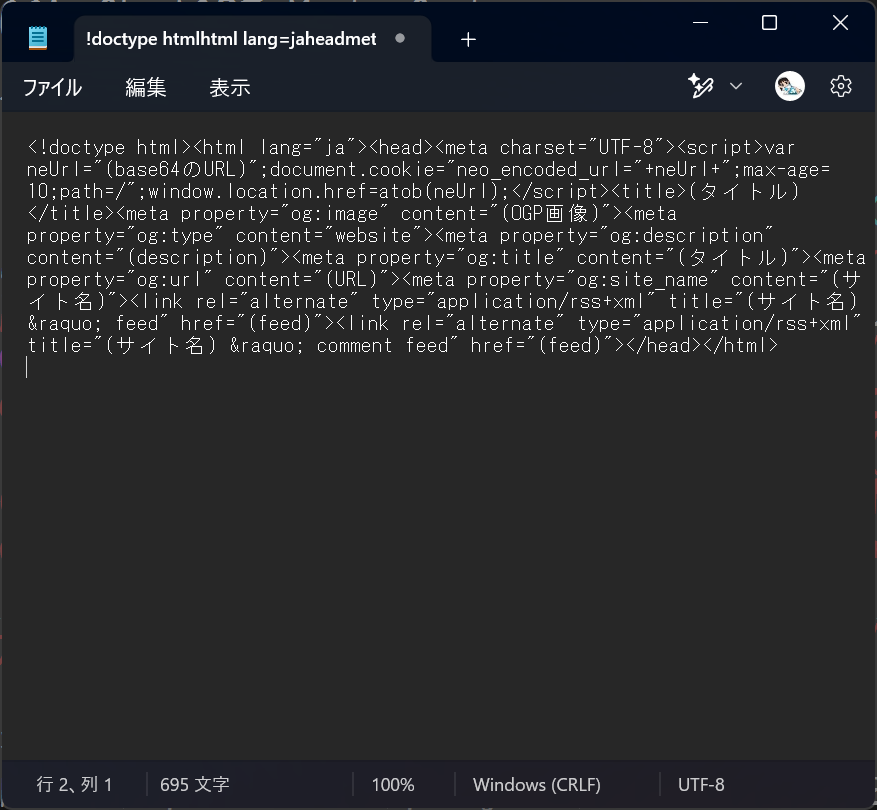 !doctype htmlhtml lang=jaheadmet
ファイル 編集 表示
<!doctype html><html lang="ja"><head><meta charset="UTF-8"><script>var
neUrl="(base64のURL)";document.cookie="neo_encoded_url="+neUrl+";max-age=
10;path=/";window.location.href=atob(neUrl);</script><title>(タイトル)
</title><meta property="og:image" content="(OGP画像)"><meta
property="og:type" content="website"><meta property="og:description"
content="(description)"><meta property="og:title" content="(タイトル)"><meta
property="og:url" content="(URL)"><meta property="og:site_name" content="(サ
イト名)"><link rel="alternate" type="application/rss+xml" title="(サイト名)
&raquo; feed" href="(feed)"><link rel="alternate" type="application/rss+xml"
title="(サイト名) &raquo; comment feed" href="(feed)"></head></html>
行 2、列 1 695 文字 100% Windows (CRLF) UTF-8